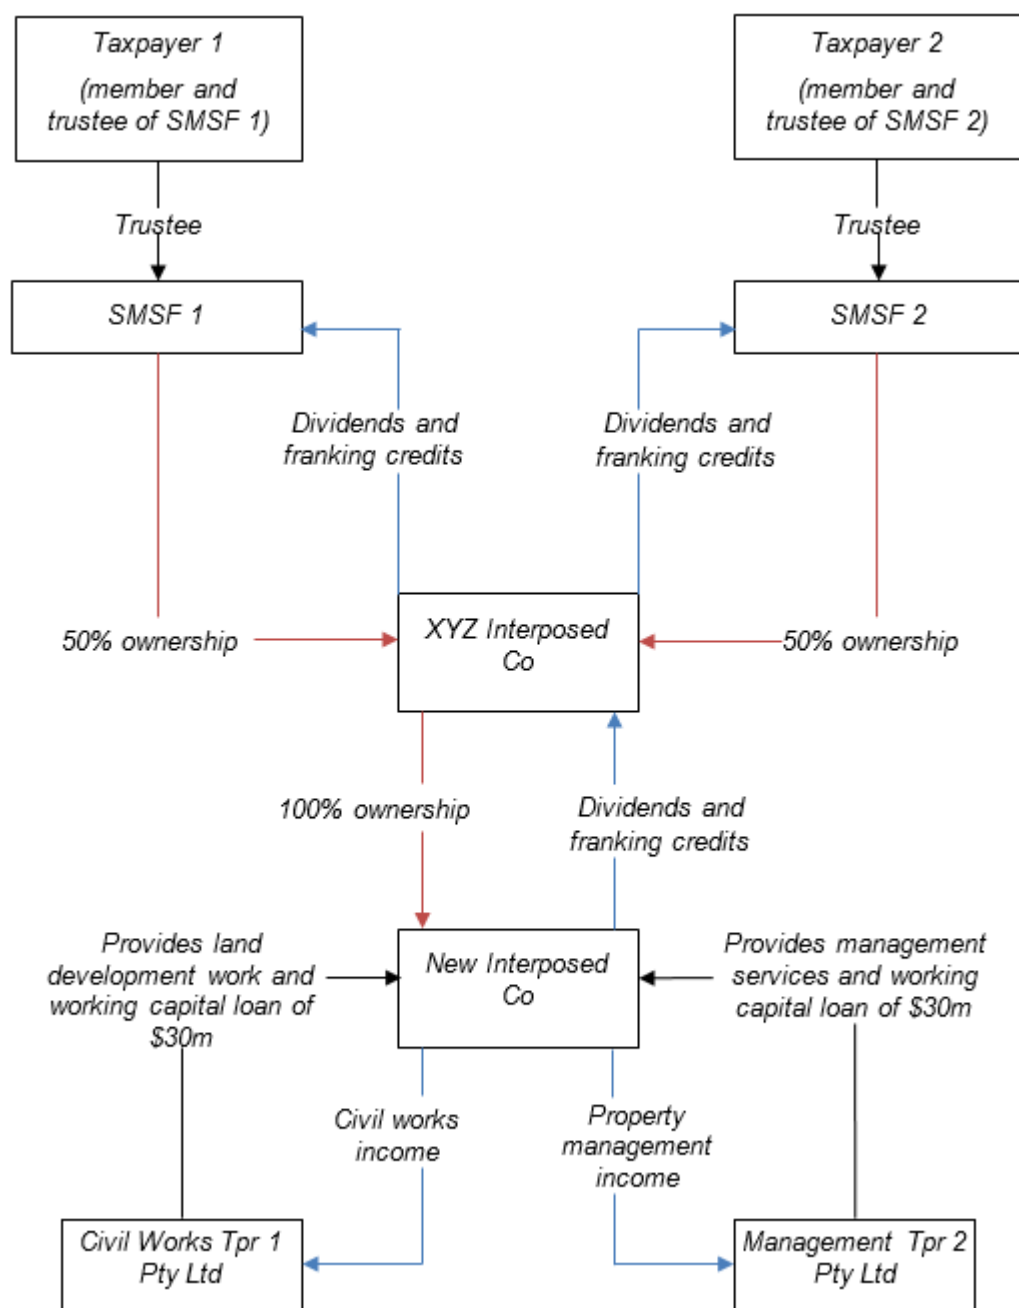 Taxpayer 1
(member and
trustee of SMSF 1)
Taxpayer 2
(member and
trustee of SMSF 2)
Trustee
Trustee
SMSF 1
SMSF 2
Dividends and
franking credits
Dividends and
franking credits
50% ownership
XYZ Interposed
Co
50% ownership
100% ownership
Dividends and
franking credits
Provides land
development work and
working capital loan of
$30m
New Interposed
Co
Provides management
services and working
capital loan of $30m
Civil works
income
Property
management
income
Civil Works Tpr 1
Pty Ltd
Management Tpr 2
Pty Ltd